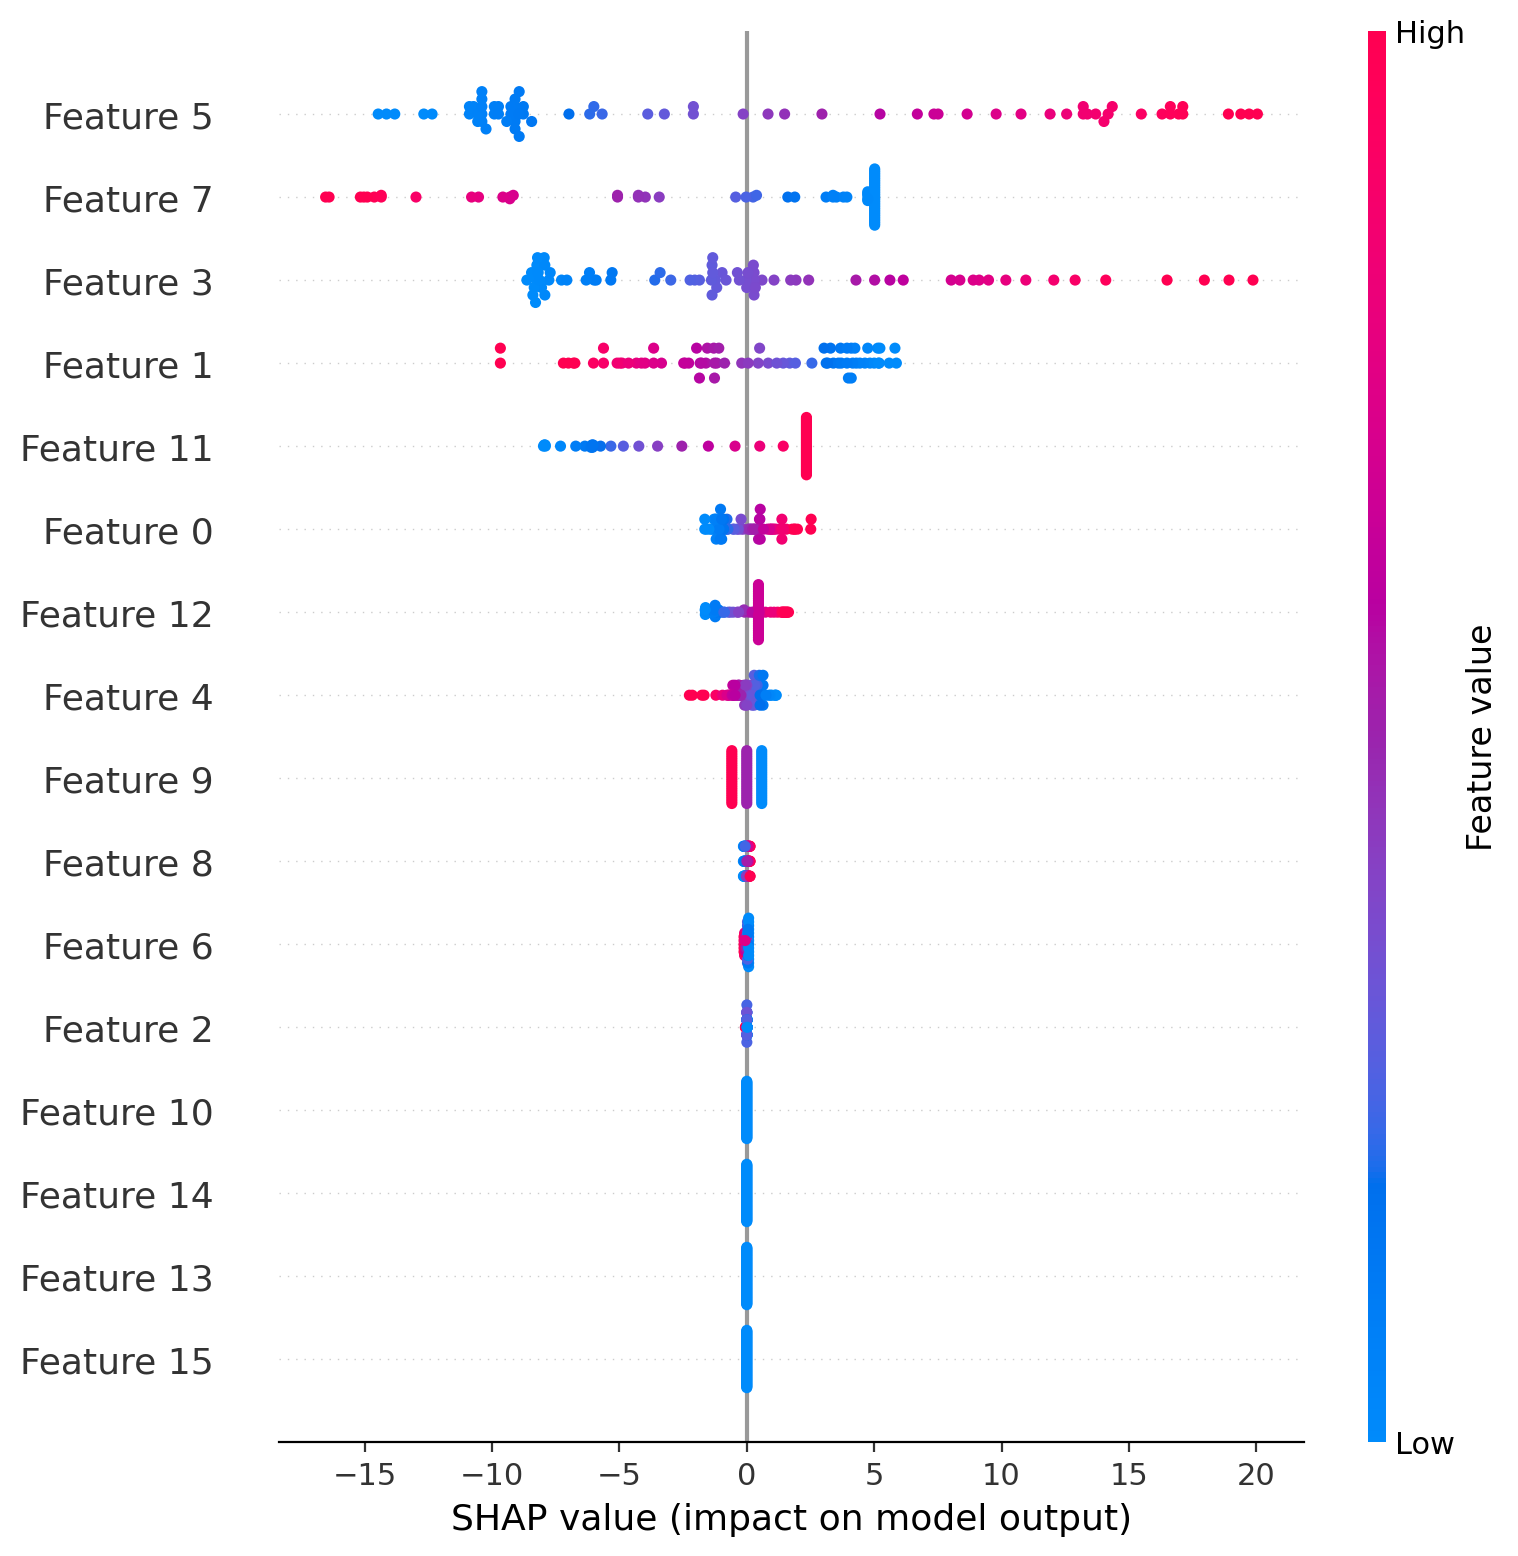 High
Feature 5
Feature 7
Feature 3
Feature 1
Feature 11
Feature 0
Feature 12
Feature 4
Feature 9
Feature 8
Feature 6
Feature 2
Feature 10
Feature 14
Feature 13
Feature 15
Feature value
Low
−15 −10 −5 0 5 10 15 20
SHAP value (impact on model output)